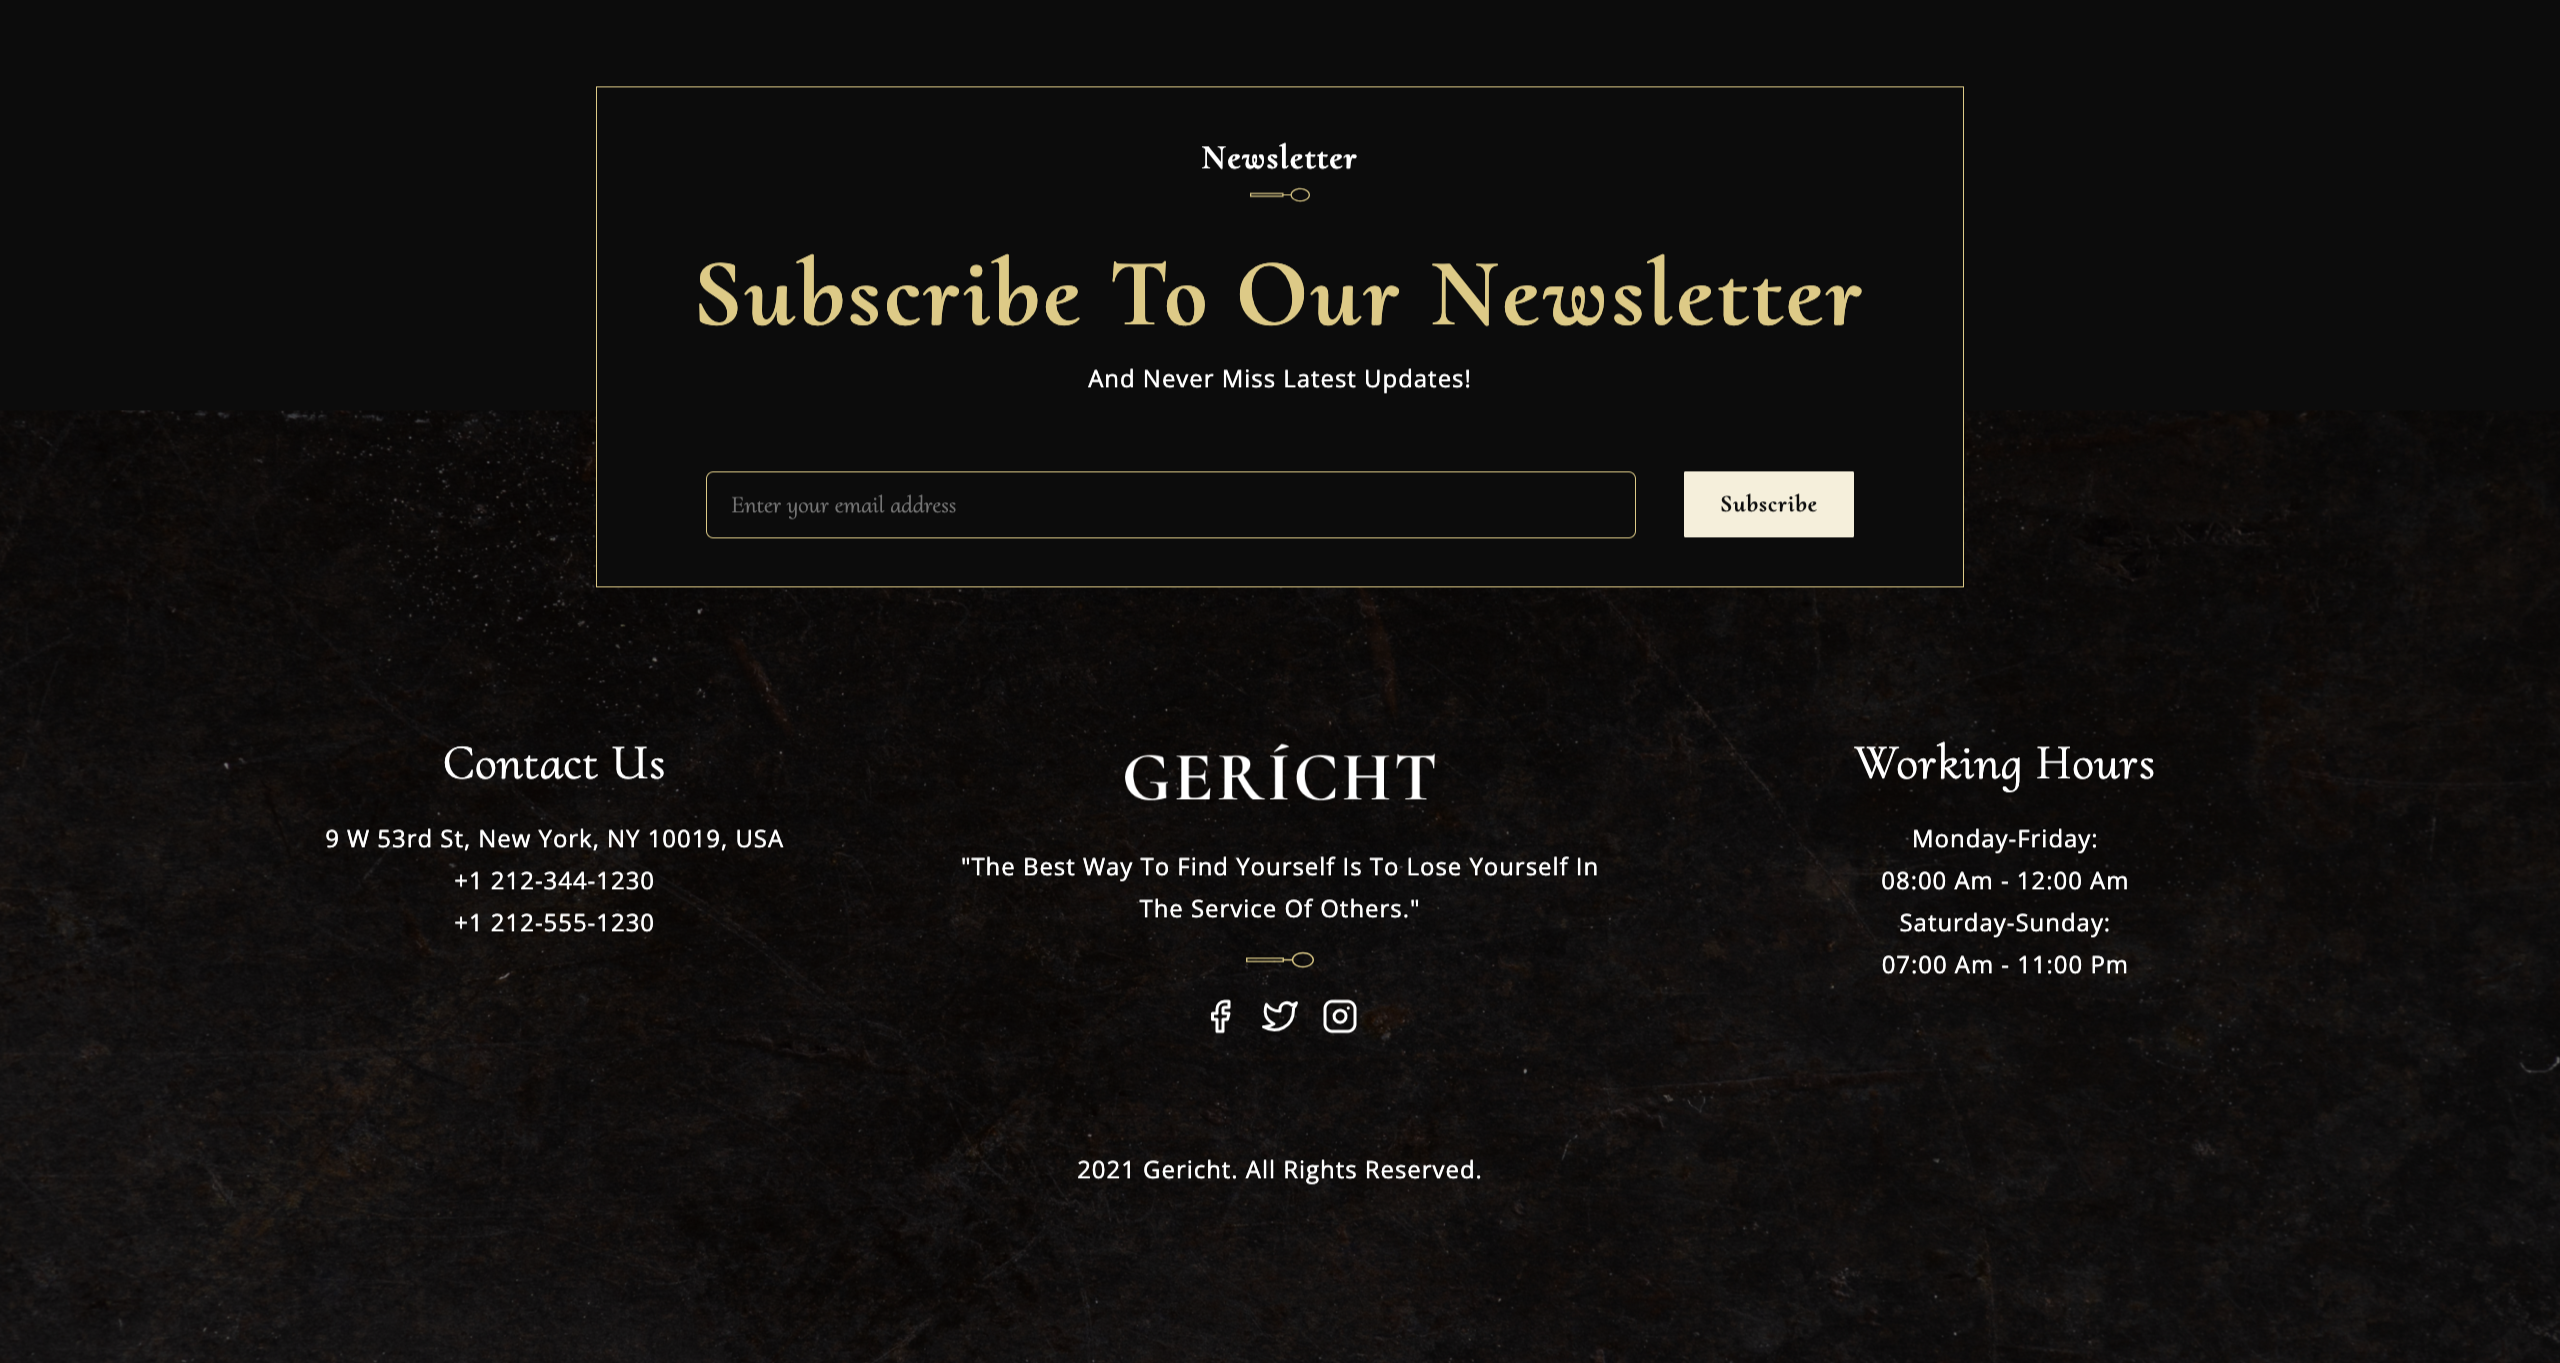 Newsletter
Subscribe To Our Newsletter
And Never Miss Latest Updates!
Enter your email address
Subscribe
Contact Us
9 W 53rd St, New York, NY 10019, USA
+1 212-344-1230
+1 212-555-1230
GERÍCHT
"The Best Way To Find Yourself Is To Lose Yourself In
The Service Of Others."
Working Hours
Monday-Friday:
08:00 Am - 12:00 Am
Saturday-Sunday:
07:00 Am - 11:00 Pm
2021 Gericht. All Rights Reserved.